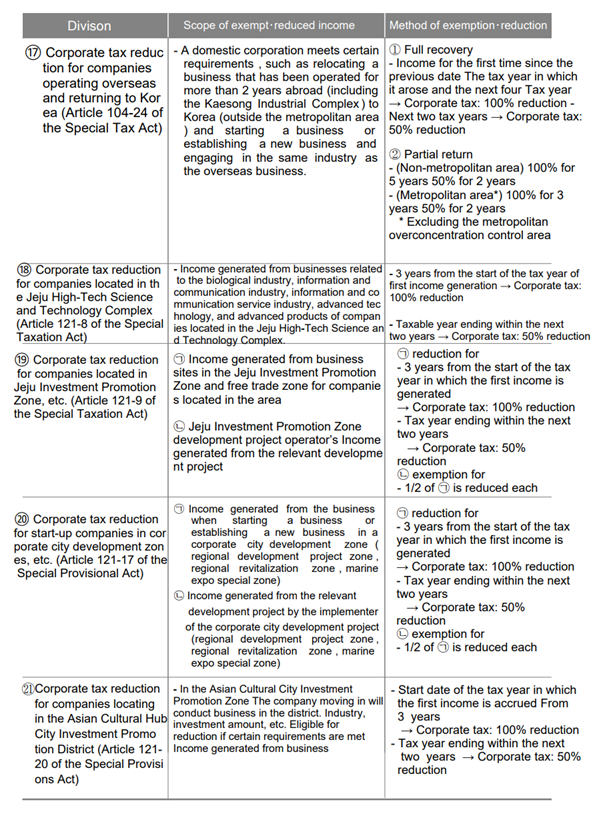 Divison
Scope of exempt·reduced income
Method of exemption·reduction
⑰ Corporate tax reduc
tion for companies
operating overseas
and returning to Kor
ea (Article 104-24 of
the Special Tax Act)
- A domestic corporation meets certain
requirements , such as relocating a
business that has been operated for
more than 2 years abroad (including
the Kaesong Industrial Complex ) to
Korea (outside the metropolitan area
) and starting a business or
establishing a new business and
engaging in the same industry as
the overseas business.
① Full recovery
- Income for the first time since the
previous date The tax year in which
it arose and the next four Tax year
→ Corporate tax: 100% reduction -
Next two tax years → Corporate tax:
50% reduction
② Partial return
- (Non-metropolitan area) 100% for
5 years 50% for 2 years
- (Metropolitan area*) 100% for 3
years 50% for 2 years
* Excluding the metropolitan
overconcentration control area
⑱ Corporate tax reduction
for companies located in th
e Jeju High-Tech Science
and Technology Complex
(Article 121-8 of the Special
Taxation Act)
- Income generated from businesses related
to the biological industry, information and
communication industry, information and co
mmunication service industry, advanced tec
hnology, and advanced products of compan
ies located in the Jeju High-Tech Science an
d Technology Complex.
- 3 years from the start of the tax year of
first income generation → Corporate tax:
100% reduction
- Taxable year ending within the next
two years → Corporate tax: 50% reduction
⑲ Corporate tax reduction
for companies located in
Jeju Investment Promotion
Zone, etc. (Article 121-9 of
the Special Taxation Act)
㉠ Income generated from business
sites in the Jeju Investment Promotion
Zone and free trade zone for companie
s located in the area
㉡ Jeju Investment Promotion Zone
development project operator's Income
generated from the relevant developme
nt project
㉠ reduction for
- 3 years from the start of the tax
year in which the first income is
generated
→ Corporate tax: 100% reduction
- Tax year ending within the next
two years
→ Corporate tax: 50%
reduction
㉡ exemption for
- 1/2 of ㉠ is reduced each
⑳ Corporate tax reduction
for start-up companies in cor
porate city development zon
es, etc. (Article 121-17 of the
Special Provisional Act)
㉠ Income generated from the business
when starting a business or
establishing a new business in a
corporate city development zone (
regional development project zone ,
regional revitalization zone , marine
expo special zone)
㉡ Income generated from the relevant
development project by the implementer
of the corporate city development project
(regional development project zone ,
regional revitalization zone , marine
expo special zone)
㉠ reduction for
- 3 years from the start of the tax
year in which the first income is
generated
→ Corporate tax: 100% reduction
- Tax year ending within the next
two years
→ Corporate tax: 50%
reduction
㉡ exemption for
- 1/2 of ㉠ is reduced each
㉑Corporate tax reduction
for companies locating
in the Asian Cultural Hub
City Investment Promo
tion District (Article 121-
20 of the Special Provisi
ons Act)
- In the Asian Cultural City Investment
Promotion Zone The company moving in will
conduct business in the district. Industry,
investment amount, etc. Eligible for
reduction if certain requirements are met
Income generated from business
- Start date of the tax year in which
the first income is accrued From
3 years
→ Corporate tax: 100% reduction
- Tax year ending within the next
two years → Corporate tax: 50%
reduction